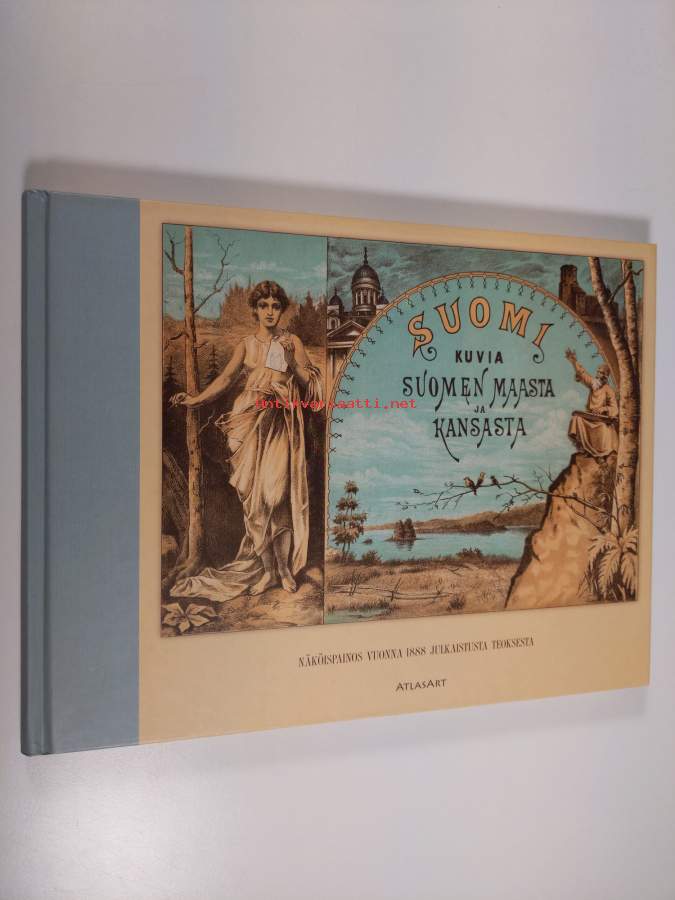 SUOMI
KUVIA
SUOMEN MAASTA
JA
KANSASTA
Antikvariaatti.net
NÄKÖISPAINOS VUONNA 1888 JULKAISTUSTA TEOKSESTA
ATLASART